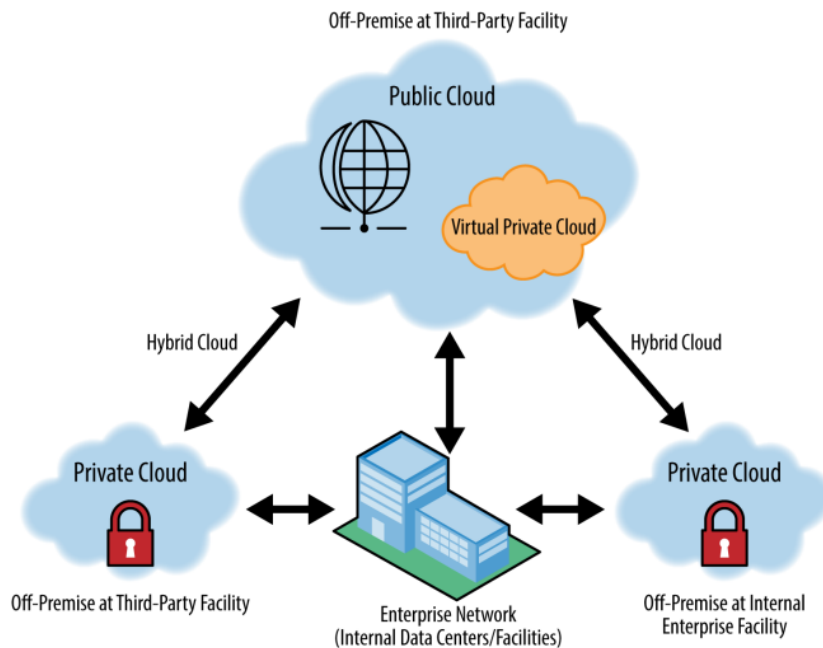 Off-Premise at Third-Party Facility
Public Cloud
Virtual Private Cloud
Hybrid Cloud
Hybrid Cloud
Private Cloud
Private Cloud
Off-Premise at Third-Party Facility
Enterprise Network
(Internal Data Centers/Facilities)
Off-Premise at Internal
Enterprise Facility